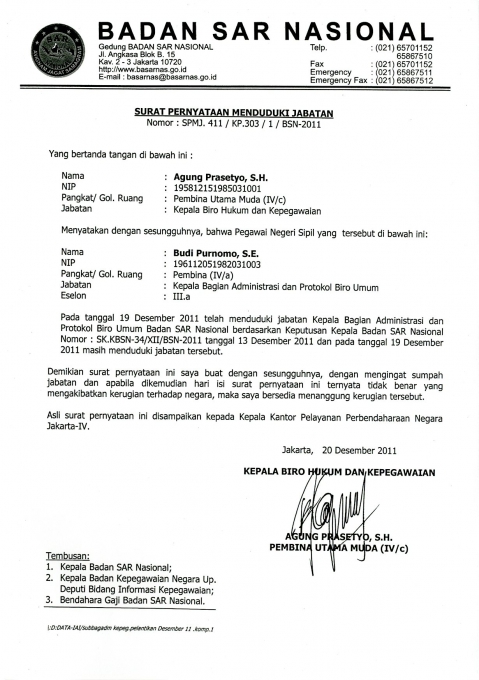 BADAN SAR NASIONAL
Gedung BADAN SAR NASIONAL
Jl. Angkasa Blok B. 15
Kav. 2 - 3 Jakarta 10720
http://www.basarnas.go.id
E-mail : basarnas@basarnas.go.id
Telp. : (021) 65701152
65867510
Fax : (021) 65701152
Emergency : (021) 65867511
Emergency Fax : (021) 65867512
SURAT PERNYATAAN MENDUDUKI JABATAN
Nomor : SPMJ. 411 / KP.303 / 1 / BSN-2011
Yang bertanda tangan di bawah ini :
Nama : Agung Prasetyo, S.H.
NIP : 195812151985031001
Pangkat/ Gol. Ruang : Pembina Utama Muda (IV/c)
Jabatan : Kepala Biro Hukum dan Kepegawaian
Menyatakan dengan sesungguhnya, bahwa Pegawai Negeri Sipil yang tersebut di bawah ini:
Nama : Budi Purnomo, S.E.
NIP : 196112051982031003
Pangkat/ Gol. Ruang : Pembina (IV/a)
Jabatan : Kepala Bagian Administrasi dan Protokol Biro Umum
Eselon : III.a
Pada tanggal 19 Desember 2011 telah menduduki jabatan Kepala Bagian Administrasi dan
Protokol Biro Umum Badan SAR Nasional berdasarkan Keputusan Kepala Badan SAR Nasional
Nomor : SK.KBSN-34/XII/BSN-2011 tanggal 13 Desember 2011 dan pada tanggal 19 Desember
2011 masih menduduki jabatan tersebut.
Demikian surat pernyataan ini saya buat dengan sesungguhnya, dengan mengingat sumpah
jabatan dan apabila dikemudian hari isi surat pernyataan ini ternyata tidak benar yang
mengakibatkan kerugian terhadap negara, maka saya bersedia menanggung kerugian tersebut.
Asli surat pernyataan ini disampaikan kepada Kepala Kantor Pelayanan Perbendaharaan Negara
Jakarta-IV.
Jakarta, 20 Desember 2011
KEPALA BIRO HUKUM DAN KEPEGAWAIAN
AGUNG PRASETYO, S.H.
PEMBINA UTAMA MUDA (IV/c)
Tembusan:
1. Kepala Badan SAR Nasional;
2. Kepala Badan Kepegawaian Negara Up.
Deputi Bidang Informasi Kepegawaian;
3. Bendahara Gaji Badan SAR Nasional.
\:D:DATA-IAI/subbagadm kepeg.pelantikan Desember 11 .komp.1